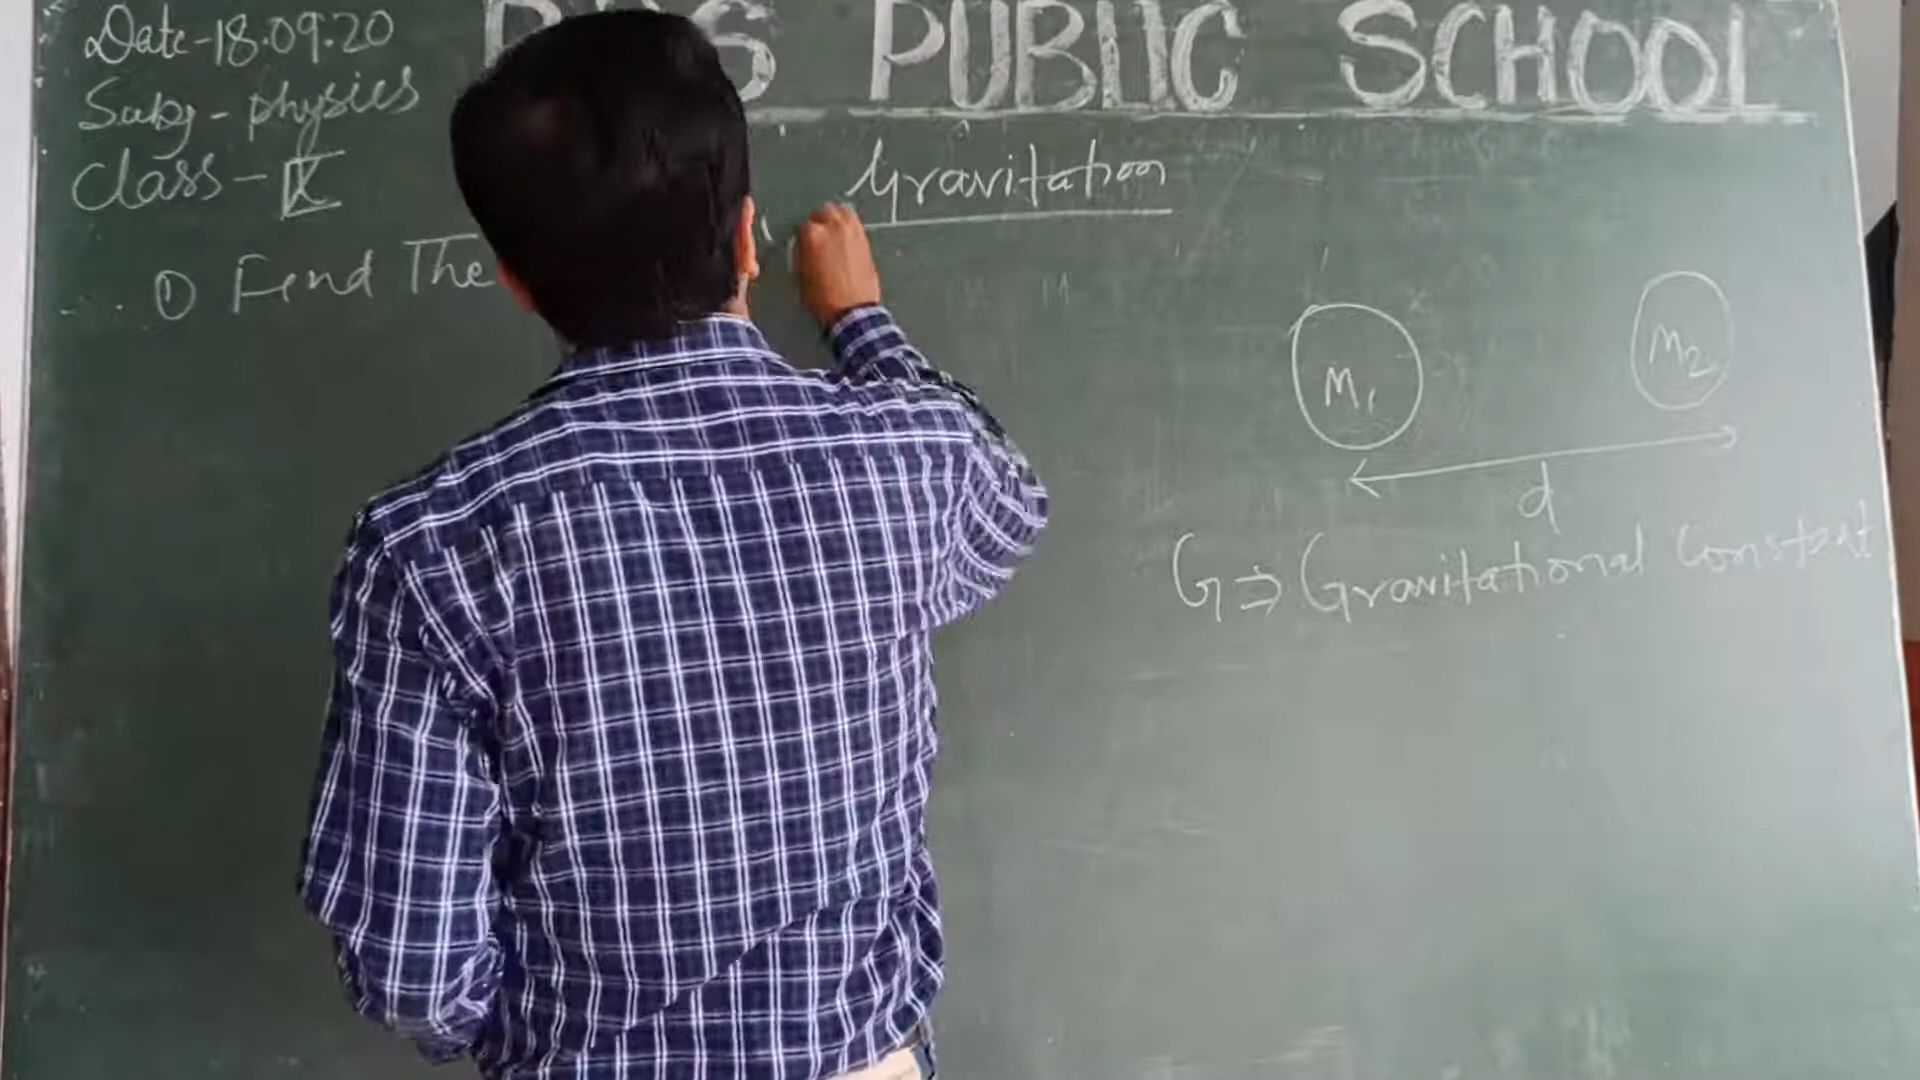 PUBLIC SCHOOL
Date-18.09.20
Subj - physics
Class - IX
Gravitation
① Find The
M₁
M₂
d
G ⇒ Gravitational Constant